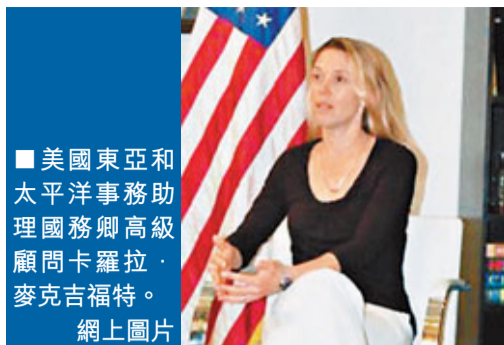 ■美國東亞和
太平洋事務助
理國務卿高級
顧問卡羅拉．
麥克吉福特。
網上圖片